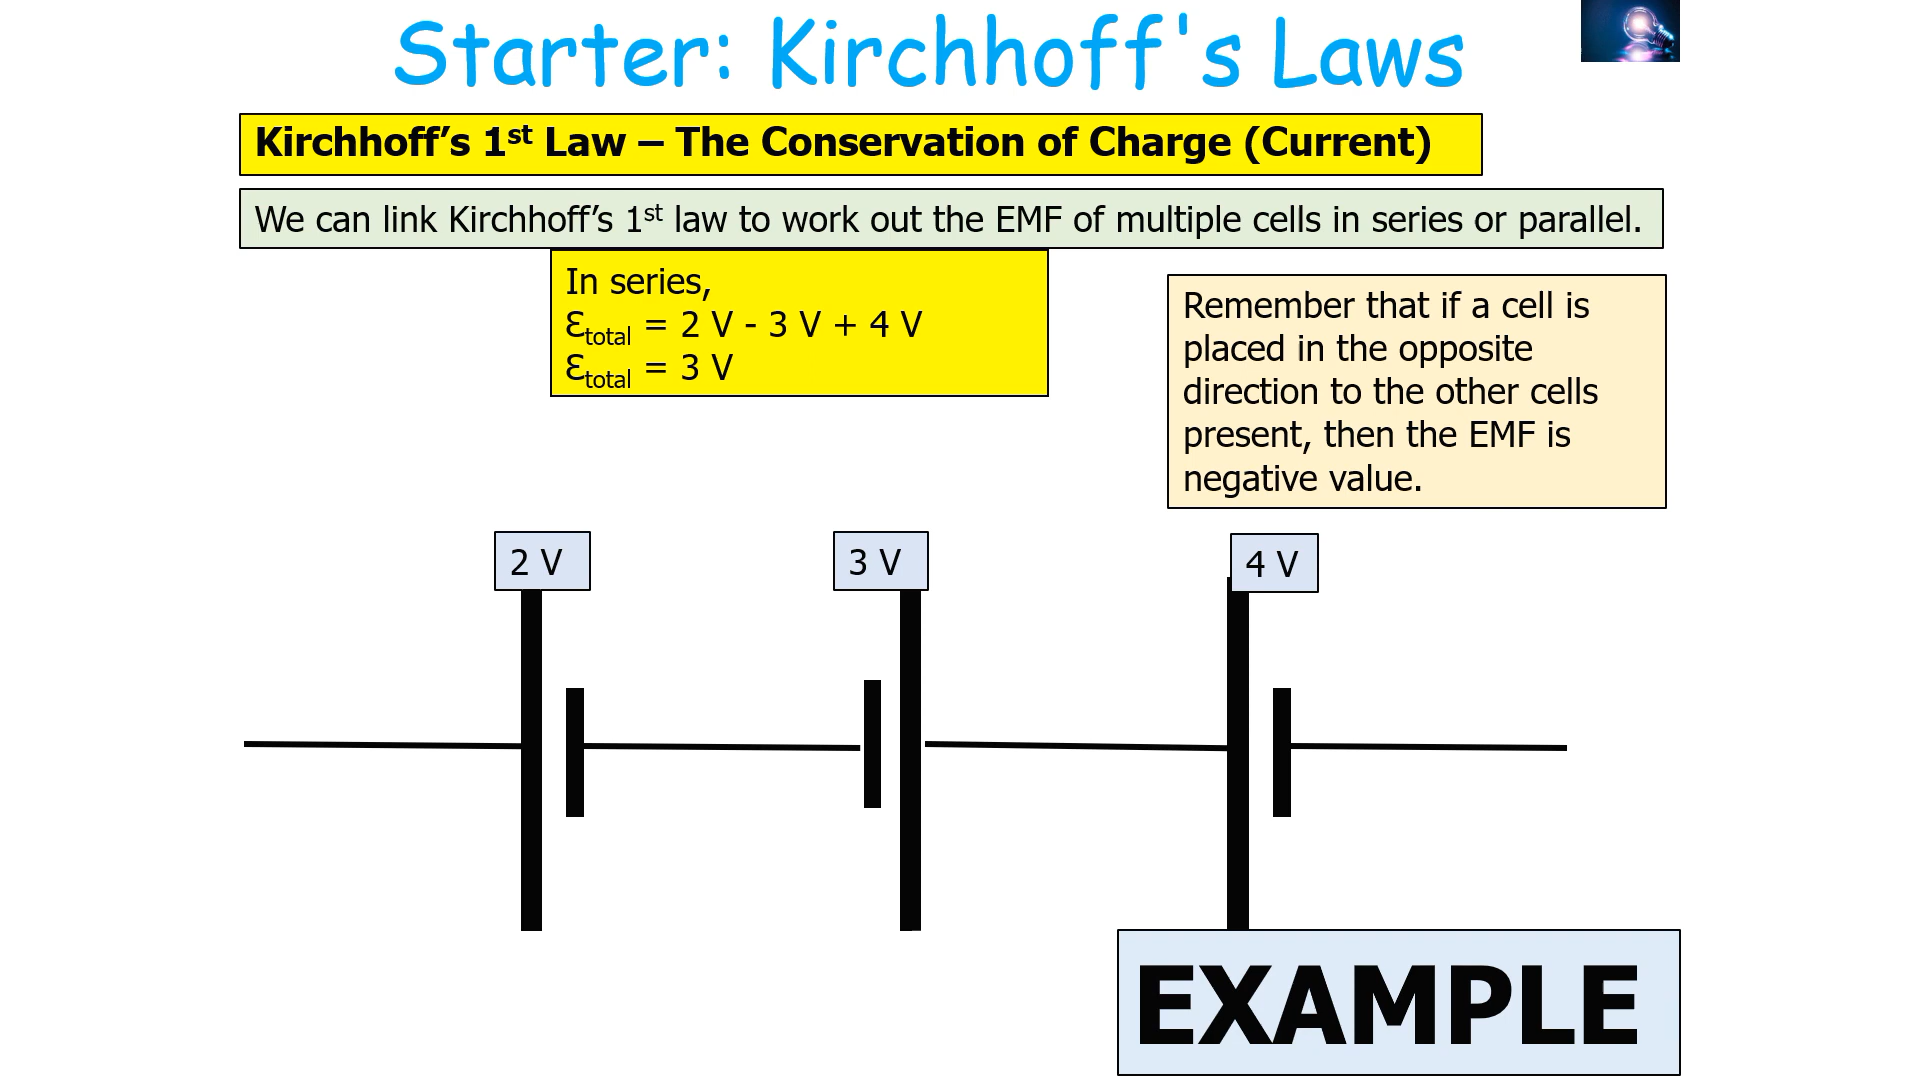 Starter: Kirchhoff's Laws
Kirchhoff’s 1st Law – The Conservation of Charge (Current)
We can link Kirchhoff’s 1st law to work out the EMF of multiple cells in series or parallel.
In series,
Ɛtotal = 2 V - 3 V + 4 V
Ɛtotal = 3 V
Remember that if a cell is
placed in the opposite
direction to the other cells
present, then the EMF is
negative value.
2 V
3 V
4 V
EXAMPLE